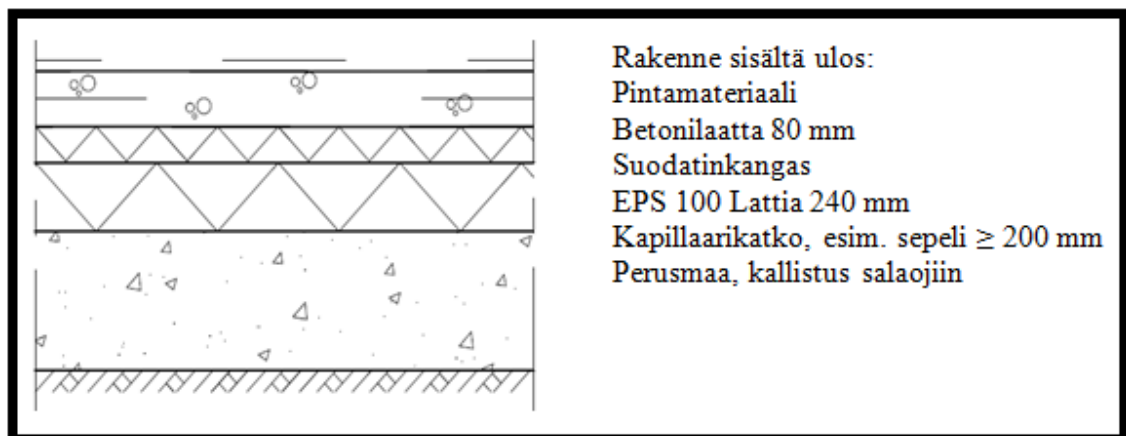 Rakenne sisältä ulos:
Pintamateriaali
Betonilaatta 80 mm
Suodatinkangas
EPS 100 Lattia 240 mm
Kapillaarikatko, esim. sepeli ≥ 200 mm
Perusmaa, kallistus salaojiin